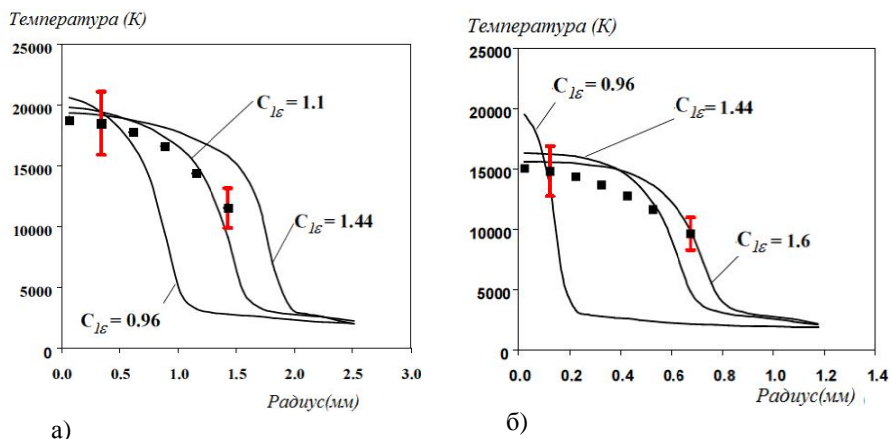 Температура (К)
25000
20000
15000
10000
5000
0
0.0 0.5 1.0 1.5 2.0 2.5 3.0
Радиус(мм)
C1ε = 1.1
C1ε = 1.44
C1ε = 0.96
а)
Температура (К)
25000
20000
15000
10000
5000
0
0.0 0.2 0.4 0.6 0.8 1.0 1.2 1.4
Радиус(мм)
C1ε = 0.96
C1ε = 1.44
C1ε = 1.6
б)